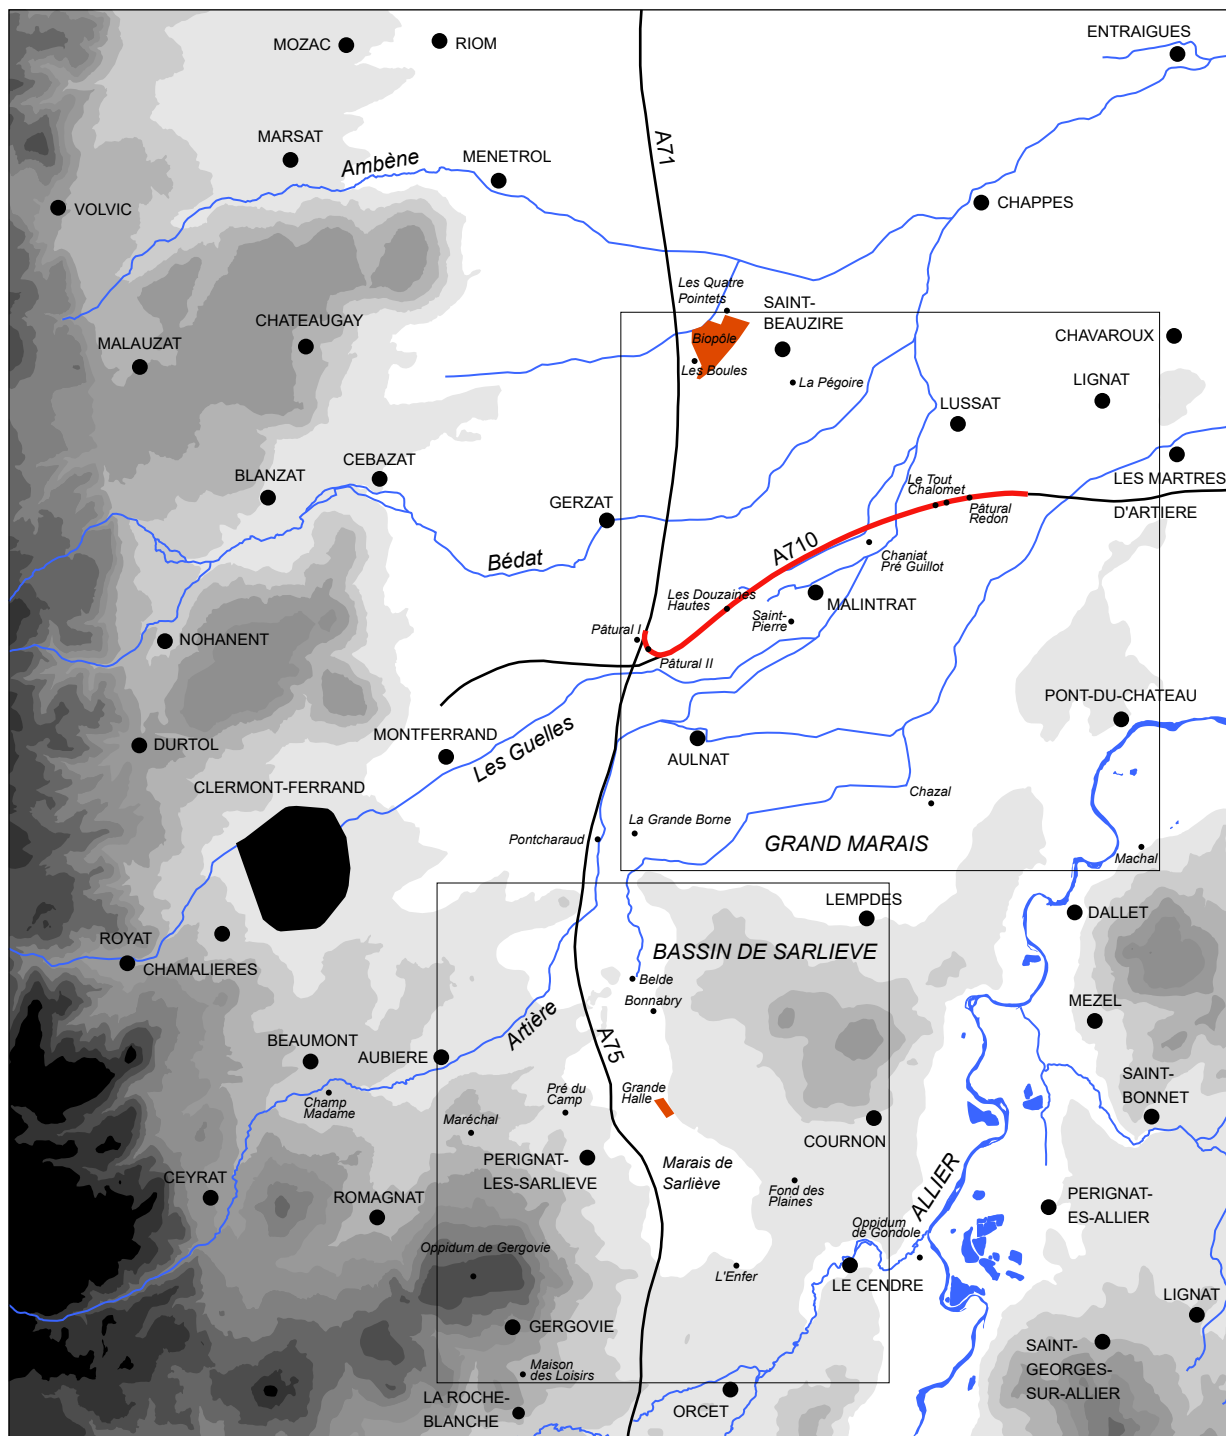 ENTRAIGUES
MOZAC
RIOM
A71
MARSAT
Ambène
MENETROL
VOLVIC
CHAPPES
Les Quatre
Pointets
SAINT-
BEAUZIRE
CHATEAUGAY
MALAUZAT
Biopôle
Les Boules
La Pégoire
CHAVAROUX
LIGNAT
LUSSAT
CEBAZAT
BLANZAT
GERZAT
Bédat
Le Tout
Chalomet
Pâtural
Redon
LES MARTRES
D'ARTIERE
A710
Chaniat
Pré Guillot
Les Douzaines
Hautes
MALINTRAT
Saint-
Pierre
Pâtural I
Pâtural II
NOHANENT
PONT-DU-CHATEAU
DURTOL
MONTFERRAND
Les Guelles
AULNAT
CLERMONT-FERRAND
Chazal
La Grande Borne
Pontcharaud
GRAND MARAIS
Machal
LEMPDES
DALLET
ROYAT
CHAMALIERES
BASSIN DE SARLIEVE
Belde
Bonnabry
MEZEL
Artière
A75
BEAUMONT
AUBIERE
Champ
Madame
Pré du
Camp
Grande
Halle
SAINT-
BONNET
Maréchal
COURNON
PERIGNAT-
LES-SARLIEVE
Marais de
Sarliève
Fond des
Plaines
ALLIER
CEYRAT
ROMAGNAT
PERIGNAT-
ES-ALLIER
Oppidum
de Gondole
Oppidum de Gergovie
L'Enfer
LE CENDRE
LIGNAT
GERGOVIE
SAINT-
GEORGES-
SUR-ALLIER
Maison
des Loisirs
LA ROCHE-
BLANCHE
ORCET